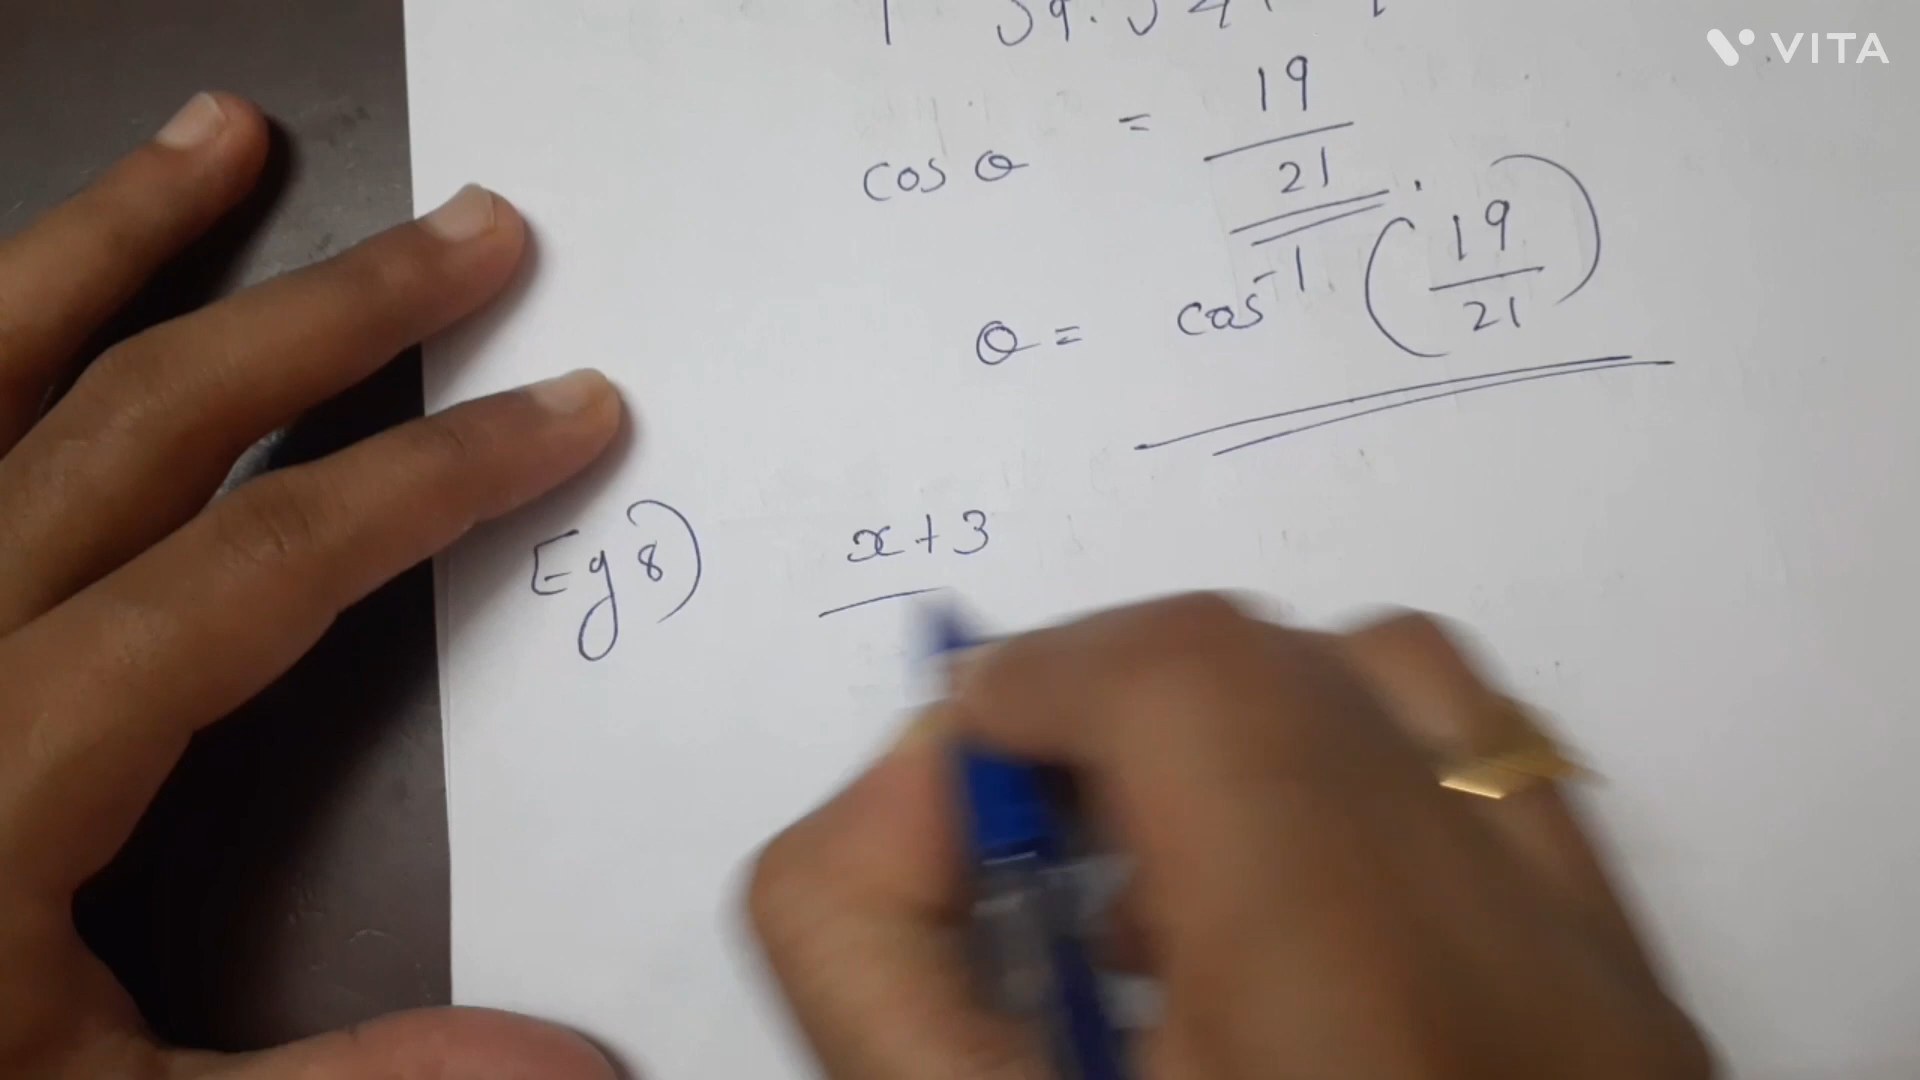 VITA
cos θ = 19/21
θ = cos⁻¹ (19/21)
Eg 8) x+3